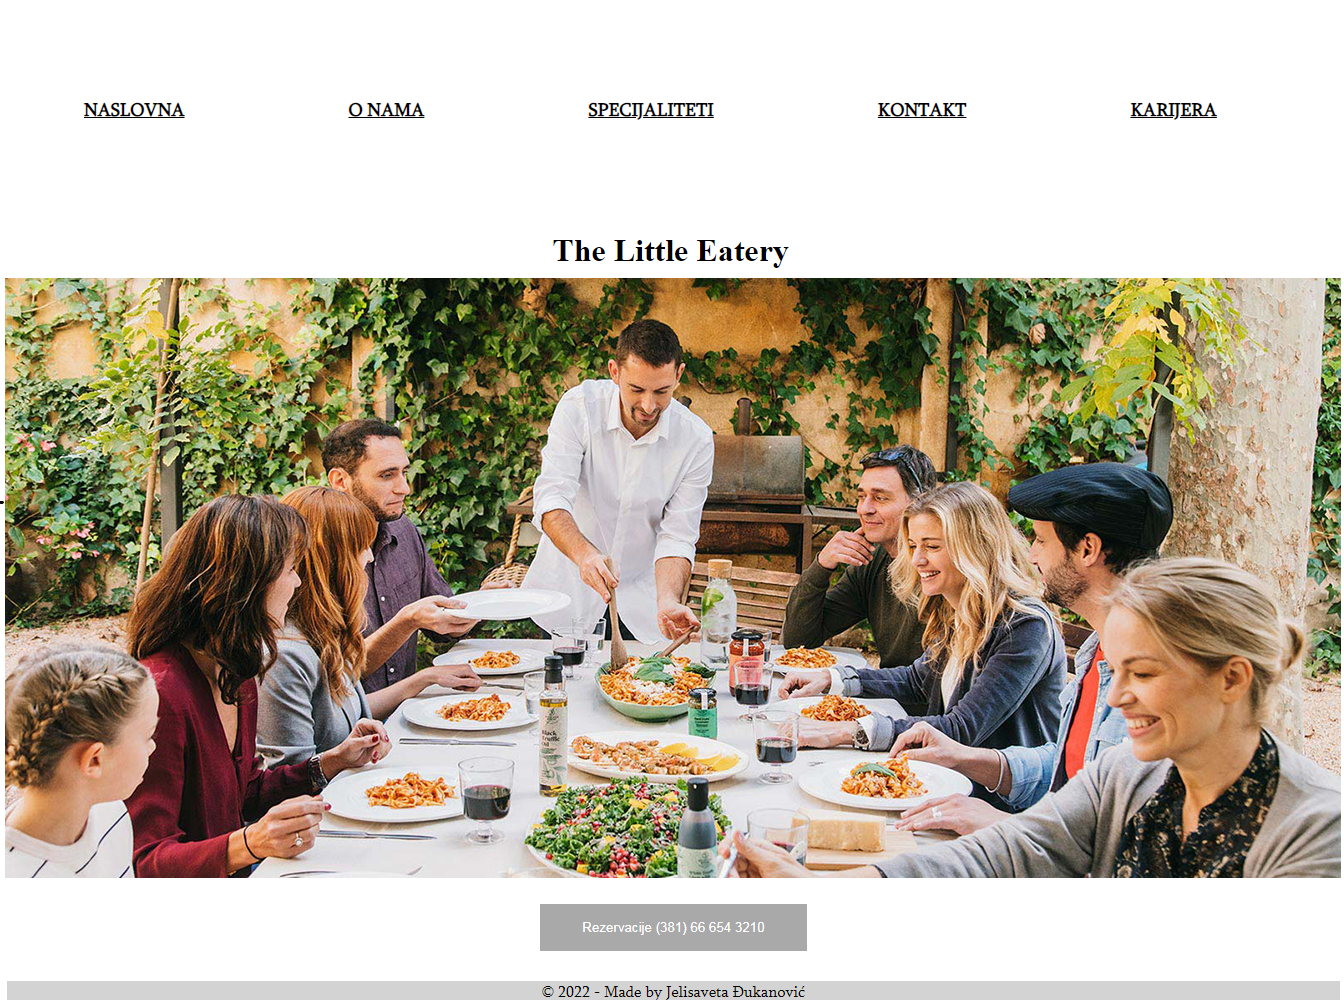 NASLOVNA O NAMA SPECIJALITETI KONTAKT KARIJERA
The Little Eatery
Black
Truffle
Oil
Rezervacije (381) 66 654 3210
© 2022 - Made by Jelisaveta Đukanović